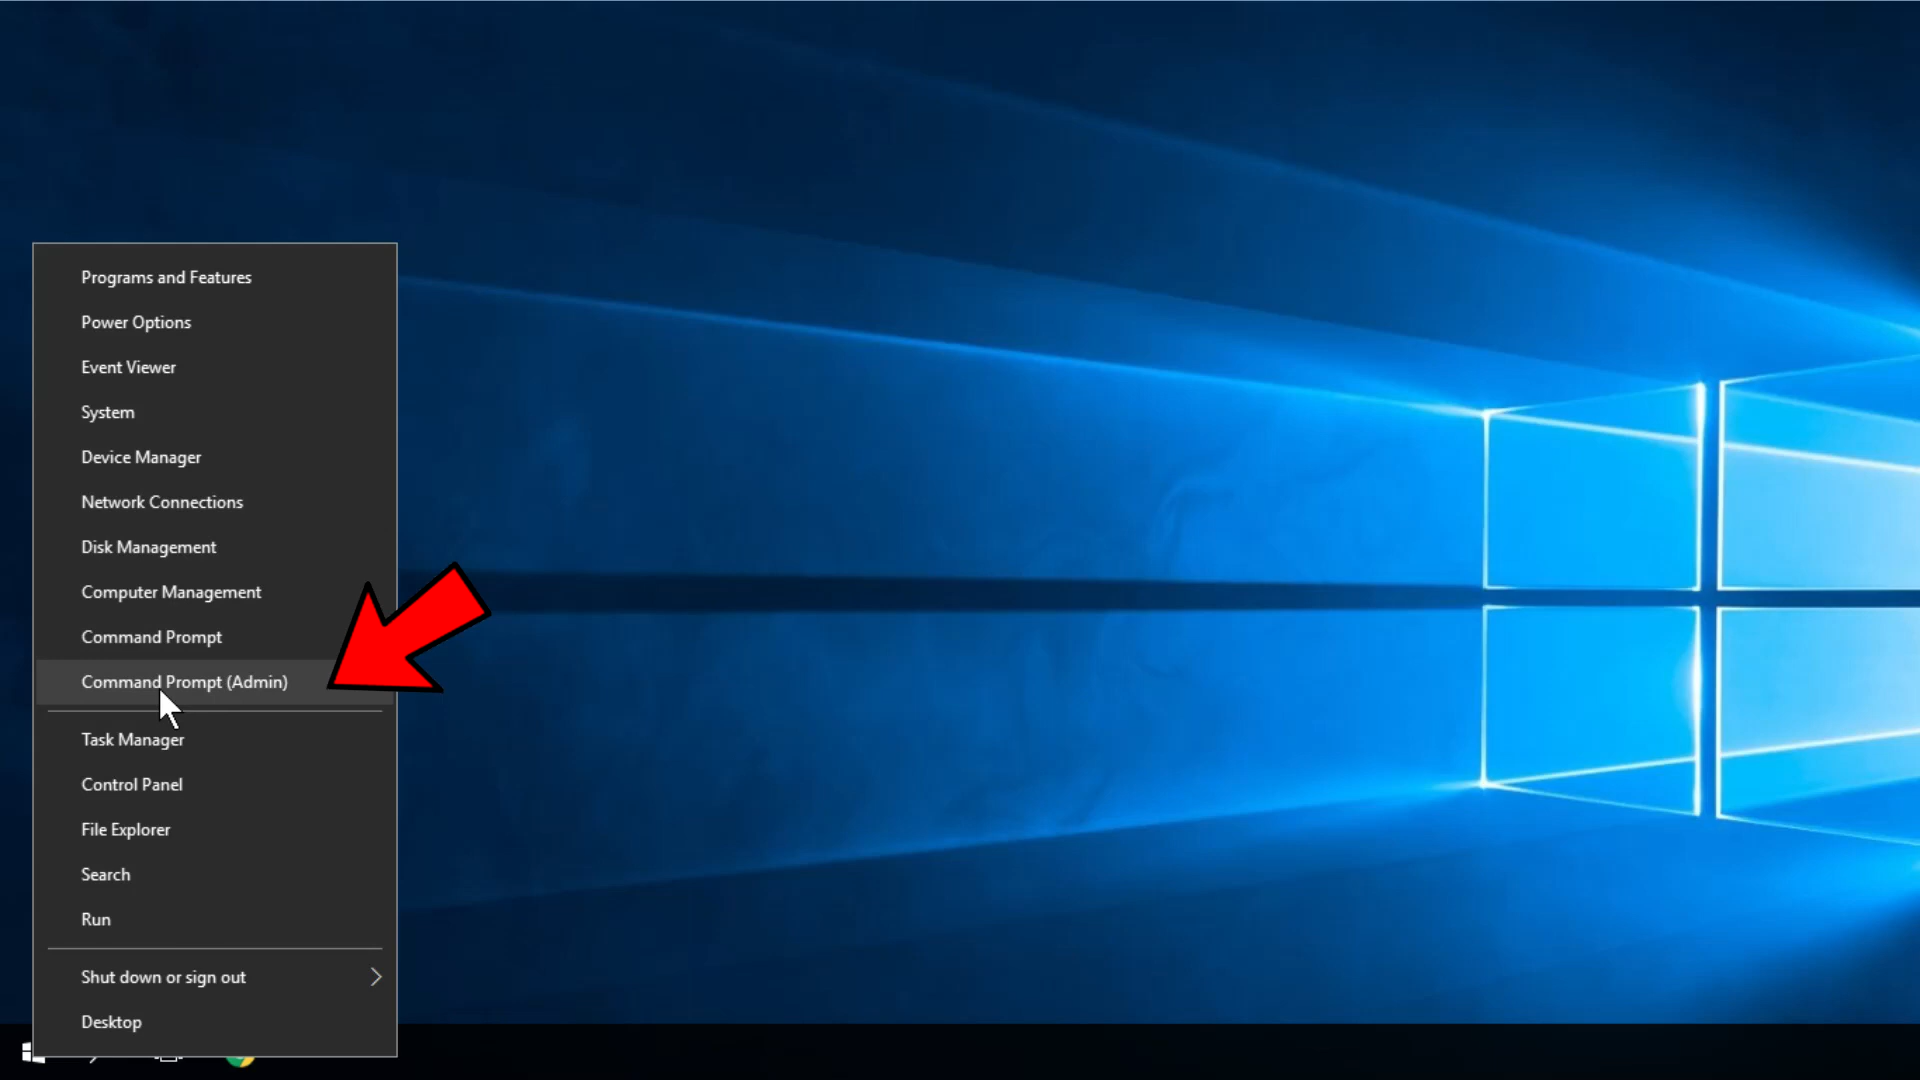 Programs and Features
Power Options
Event Viewer
System
Device Manager
Network Connections
Disk Management
Computer Management
Command Prompt
Command Prompt (Admin)
Task Manager
Control Panel
File Explorer
Search
Run
Shut down or sign out
Desktop